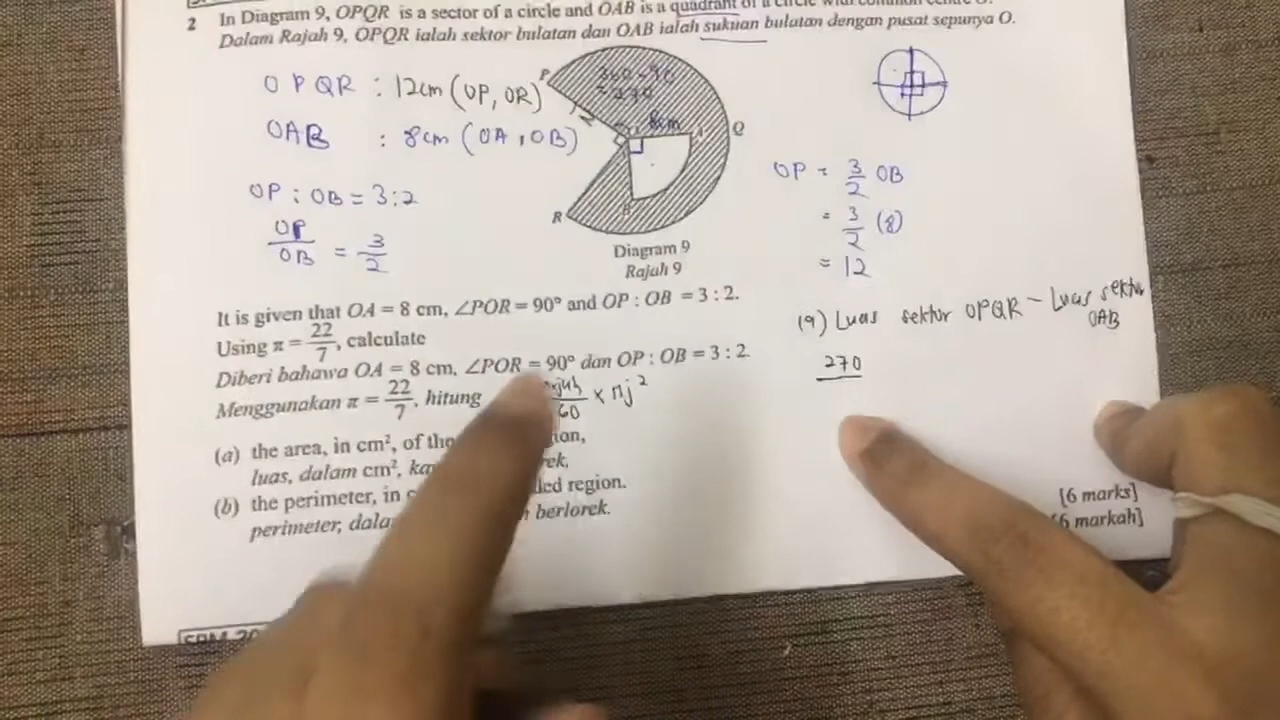 2 In Diagram 9, OPQR is a sector of a circle and OAB is a quadrant of a circle with common centre O.
Dalam Rajah 9, OPQR ialah sektor bulatan dan OAB ialah sukuan bulatan dengan pusat sepunya O.
OPQR : 12cm (OP, OR)
OAB : 8cm (OA, OB)
OP : OB = 3:2
OP/OB = 3/2
P
360-90
= 270
12
8cm
A
Q
B
R
Diagram 9
Rajah 9
OP = 3/2 OB
= 3/2 (8)
= 12
It is given that OA = 8 cm, ∠POR = 90° and OP : OB = 3 : 2.
Using π = 22/7, calculate
Diberi bahawa OA = 8 cm, ∠POR = 90° dan OP : OB = 3 : 2.
Menggunakan π = 22/7, hitung
60 × πj²
(a) the area, in cm², of the
luas, dalam cm²,
(b) the perimeter, in region.
perimeter, berlorek.
(a) Luas sektor OPQR - Luas sektor OAB
270
[6 marks]
[6 markah]